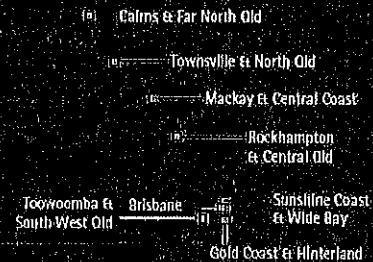 Cairns & Far North Qld
Townsville & North Qld
Mackay & Central Coast
Rockhampton
& Central Qld
Toowoomba &
South West Qld
Brisbane
Sunshine Coast
& Wide Bay
Gold Coast & Hinterland